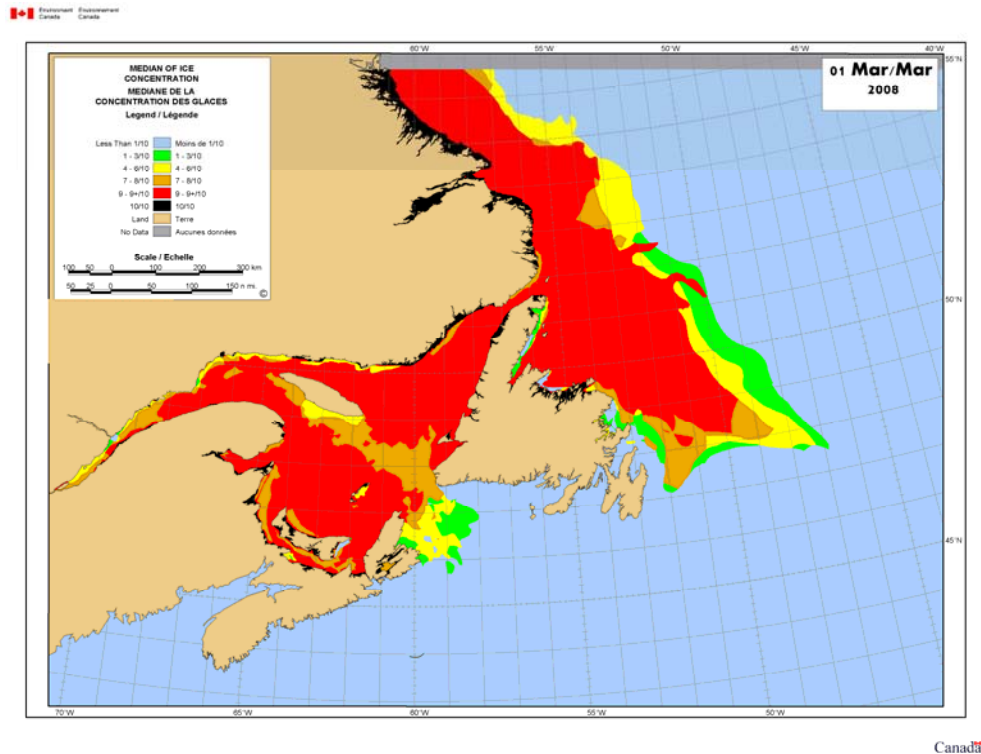 Environment Environnement
Canada Canada
60°W 55°W 50°W 45°W 40°W
55°N
MEDIAN OF ICE
CONCENTRATION
MEDIANE DE LA
CONCENTRATION DES GLACES
Legend / Légende
Less Than 1/10 Moins de 1/10
1 - 3/10 1 - 3/10
4 - 6/10 4 - 6/10
7 - 8/10 7 - 8/10
9 - 9+/10 9 - 9+/10
10/10 10/10
Land Terre
No Data Aucunes données
Scale / Echelle
100 50 0 100 200 300 km
50 25 0 50 100 150 n mi.
©
01 Mar/Mar
2008
50°N
45°N
70°W 65°W 60°W 55°W 50°W
Canada